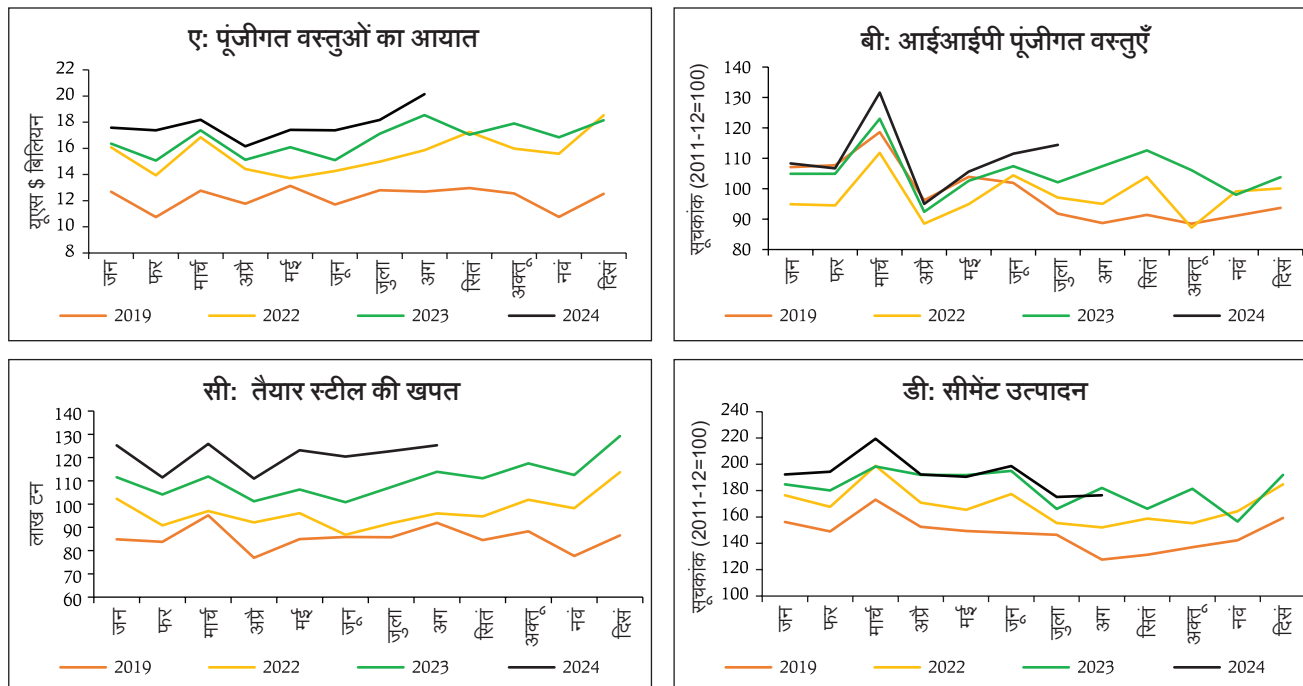 ए: पूंजीगत वस्तुओं का आयात
यूएस $ बिलियन
22
20
18
16
14
12
10
8
जन फर मार्च अप्रै मई जून जुला अग सितं अक्तू नवं दिसं
2019 2022 2023 2024
बी: आईआईपी पूंजीगत वस्तुएँ
सूचकांक (2011-12=100)
140
130
120
110
100
90
80
जन फर मार्च अप्रै मई जून जुला अग सितं अक्तू नवं दिसं
2019 2022 2023 2024
सी: तैयार स्टील की खपत
लाख टन
140
130
120
110
100
90
80
70
60
जन फर मार्च अप्रै मई जून जुला अग सितं अक्तू नवं दिसं
2019 2022 2023 2024
डी: सीमेंट उत्पादन
सूचकांक (2011-12=100)
240
220
200
180
160
140
120
100
जन फर मार्च अप्रै मई जून जुला अग सितं अक्तू नवं दिसं
2019 2022 2023 2024